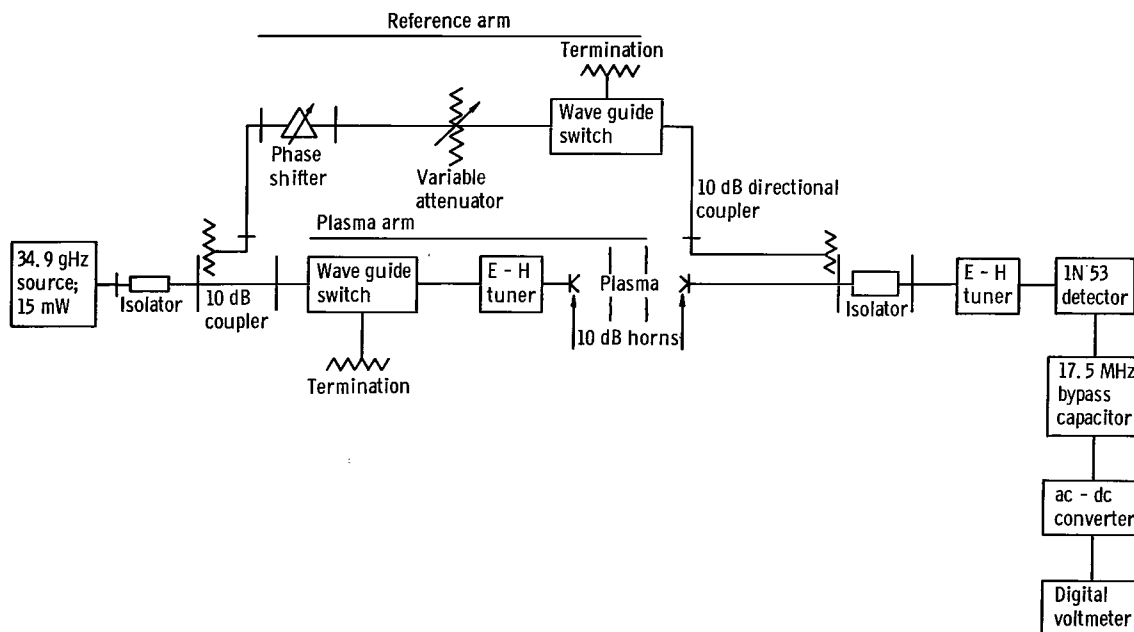 Reference arm
Termination
Wave guide
switch
Phase
shifter
Variable
attenuator
10 dB directional
coupler
Plasma arm
34.9 gHz
source;
15 mW
Isolator
10 dB
coupler
Wave guide
switch
Termination
E - H
tuner
Plasma
10 dB horns
Isolator
E - H
tuner
1N 53
detector
17.5 MHz
bypass
capacitor
ac - dc
converter
Digital
voltmeter